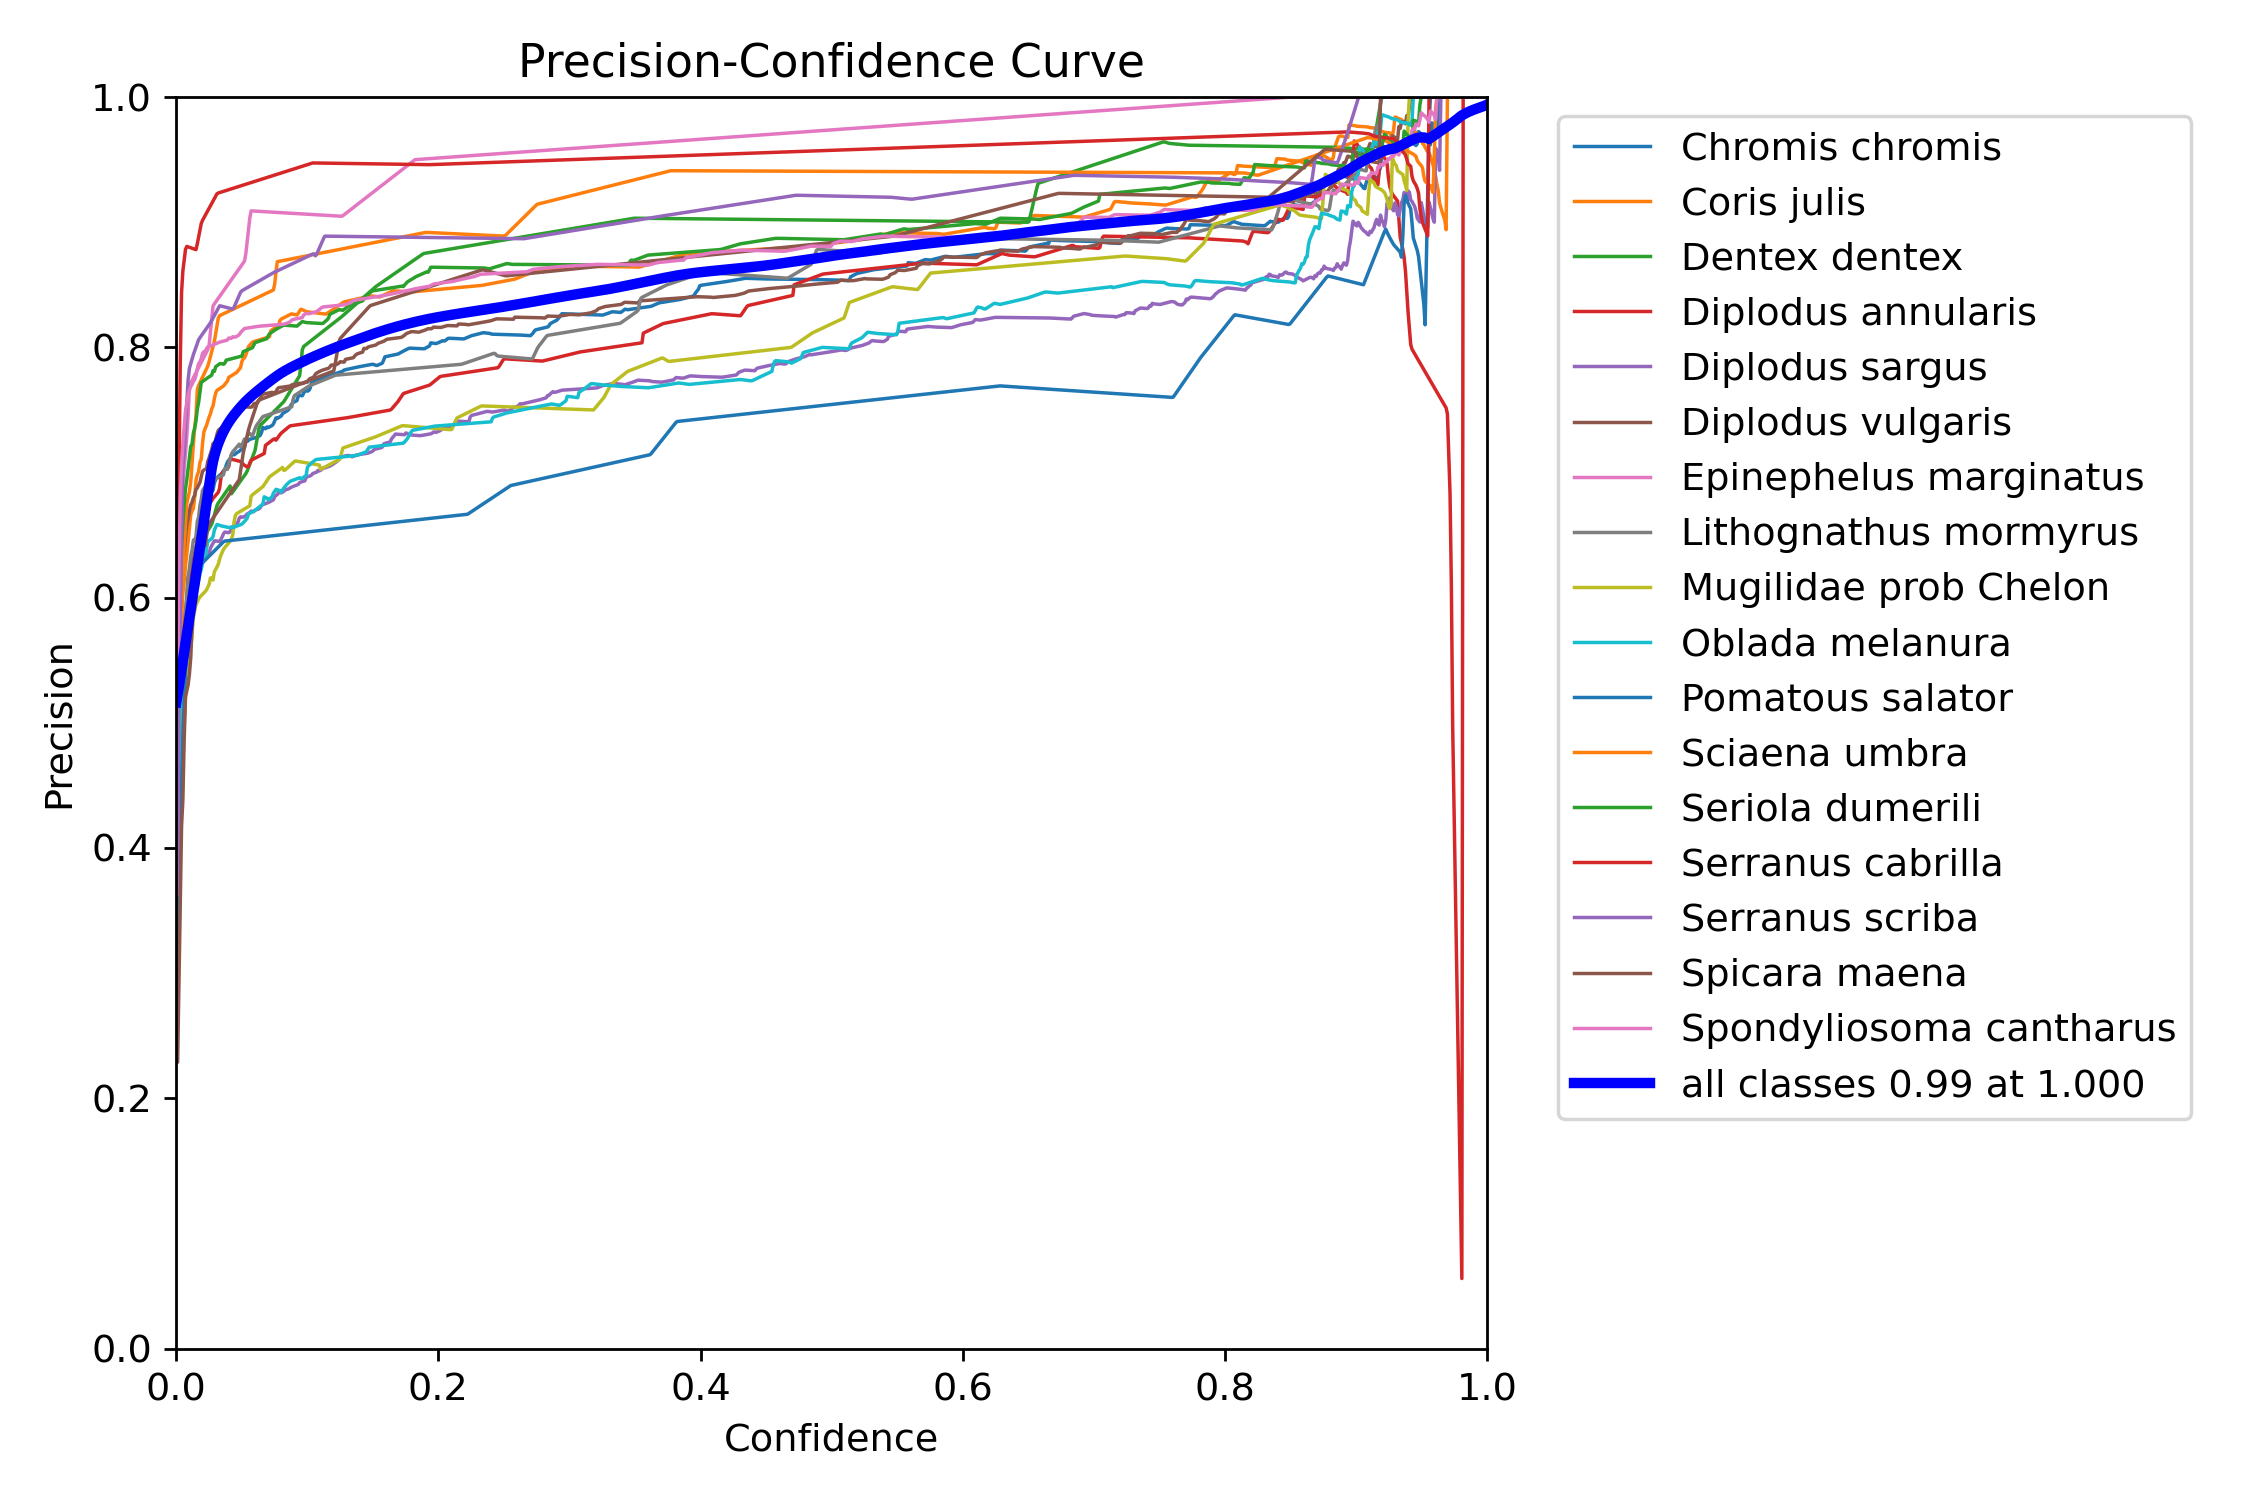 Precision-Confidence Curve
1.0
0.8
0.6
0.4
0.2
0.0
Precision
0.0 0.2 0.4 0.6 0.8 1.0
Confidence
Chromis chromis
Coris julis
Dentex dentex
Diplodus annularis
Diplodus sargus
Diplodus vulgaris
Epinephelus marginatus
Lithognathus mormyrus
Mugilidae prob Chelon
Oblada melanura
Pomatous salator
Sciaena umbra
Seriola dumerili
Serranus cabrilla
Serranus scriba
Spicara maena
Spondyliosoma cantharus
all classes 0.99 at 1.000